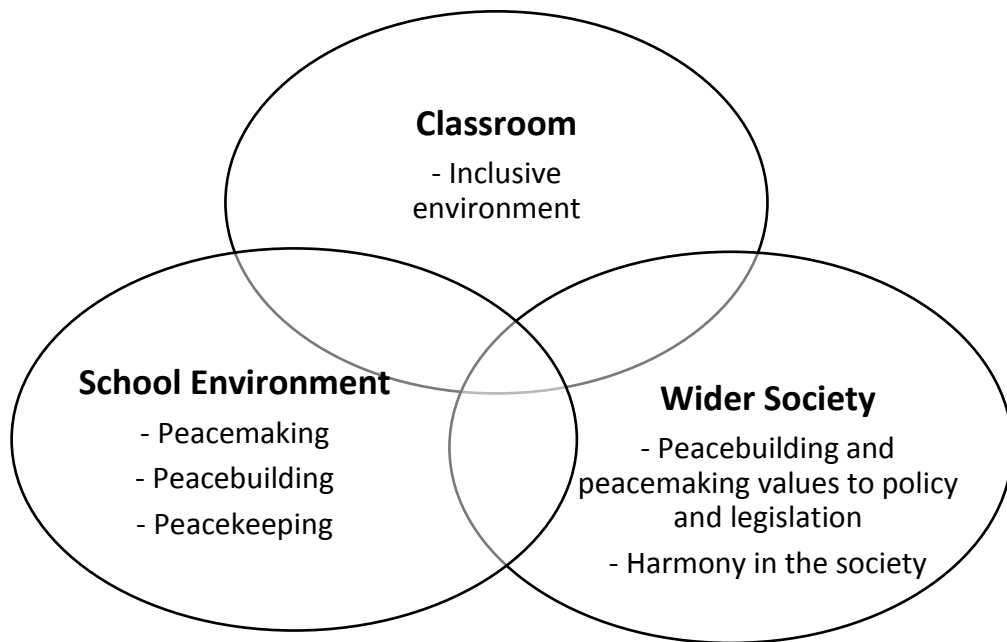 Classroom
- Inclusive
environment
School Environment
- Peacemaking
- Peacebuilding
- Peacekeeping
Wider Society
- Peacebuilding and
peacemaking values to policy
and legislation
- Harmony in the society